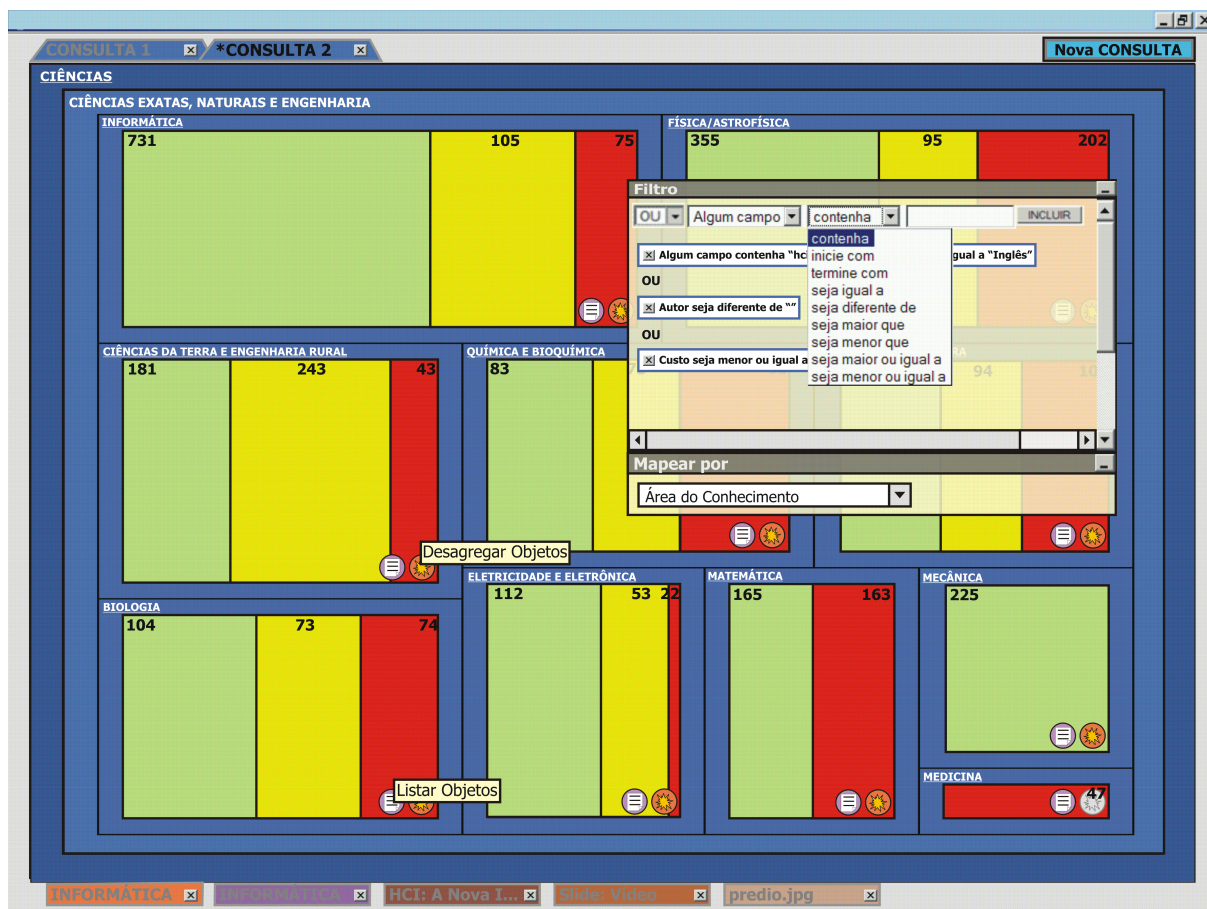 CONSULTA 1
*CONSULTA 2
Nova CONSULTA
CIÊNCIAS
CIÊNCIAS EXATAS, NATURAIS E ENGENHARIA
INFORMÁTICA
731 105 75
FÍSICA/ASTROFÍSICA
355 95 202
Filtro
OU Algum campo contenha INCLUIR
contenha
inicie com
termine com
seja igual a
seja diferente de
seja maior que
seja menor que
seja maior ou igual a
seja menor ou igual a
Algum campo contenha "hc gual a "Inglês"
OU
Autor seja diferente de ""
OU
Custo seja menor ou igual a
Mapear por
Área do Conhecimento
CIÊNCIAS DA TERRA E ENGENHARIA RURAL
181 243 43
QUÍMICA E BIOQUÍMICA
83
RA
94 10
Desagregar Objetos
BIOLOGIA
104 73 74
Listar Objetos
ELETRICIDADE E ELETRÔNICA
112 53 22
MATEMÁTICA
165 163
MECÂNICA
225
MEDICINA
47
INFORMÁTICA
INFORMÁTICA
HCI: A Nova I...
Slide: Video
predio.jpg